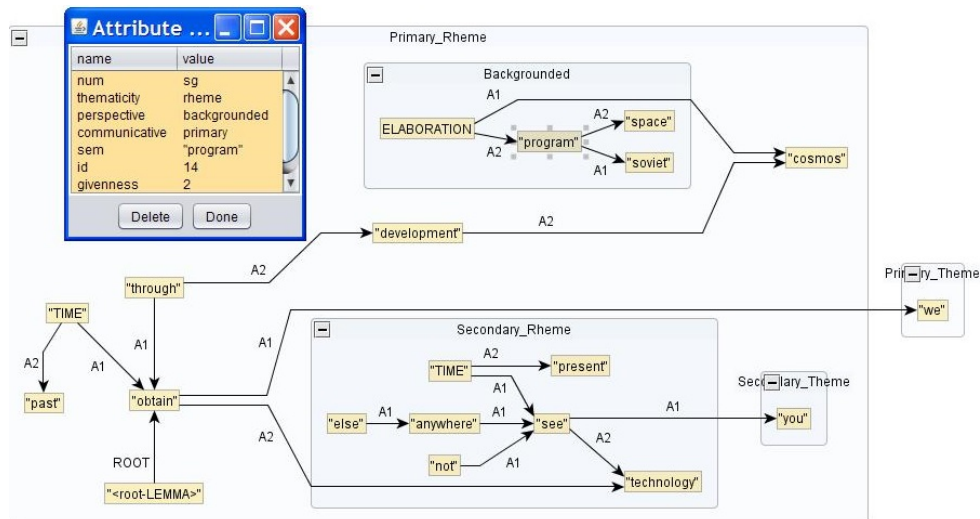 Attribute ...
name value
num sg
thematicity rheme
perspective backgrounded
communicative primary
sem "program"
id 14
givenness 2
Delete Done
Primary_Rheme
Backgrounded
A1
ELABORATION
A2
"program"
A2
"space"
A1
"soviet"
"cosmos"
"development"
A2
A2
"through"
Primary_Theme
"we"
"TIME"
A2
A1
A1
A1
"past"
"obtain"
A2
ROOT
"<root-LEMMA>"
Secondary_Rheme
"TIME"
A2
"present"
A1
"else"
A1
"anywhere"
A1
"see"
A1
"not"
A1
A2
"technology"
Secondary_Theme
"you"